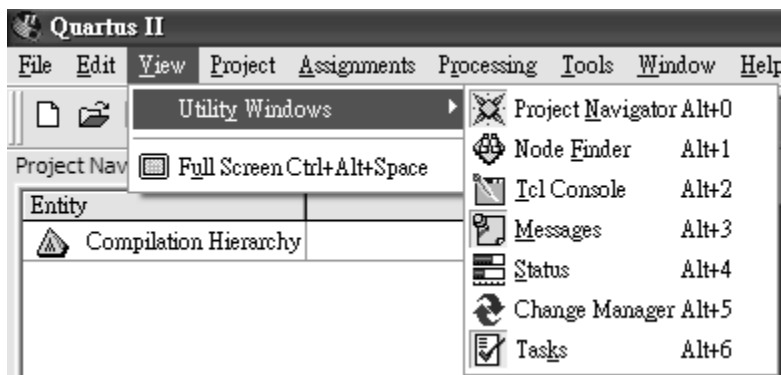 Quartus II
File Edit View Project Assignments Processing Tools Window Help
Utility Windows
Project Navigator Alt+0
Node Finder Alt+1
Tcl Console Alt+2
Messages Alt+3
Status Alt+4
Change Manager Alt+5
Tasks Alt+6
Full Screen Ctrl+Alt+Space
Project Nav
Entity
Compilation Hierarchy